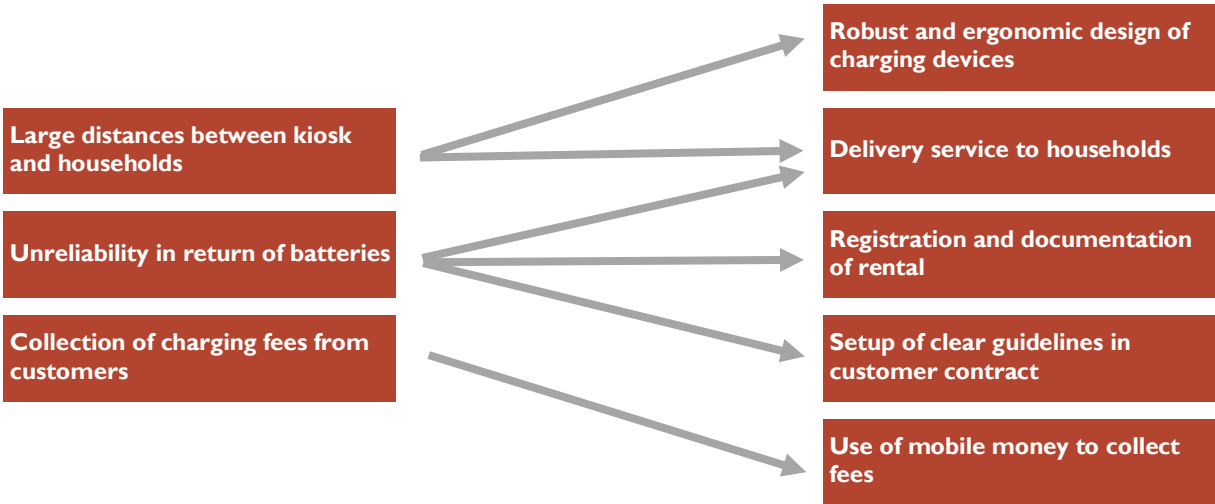 Large distances between kiosk
and households
Unreliability in return of batteries
Collection of charging fees from
customers
Robust and ergonomic design of
charging devices
Delivery service to households
Registration and documentation
of rental
Setup of clear guidelines in
customer contract
Use of mobile money to collect
fees